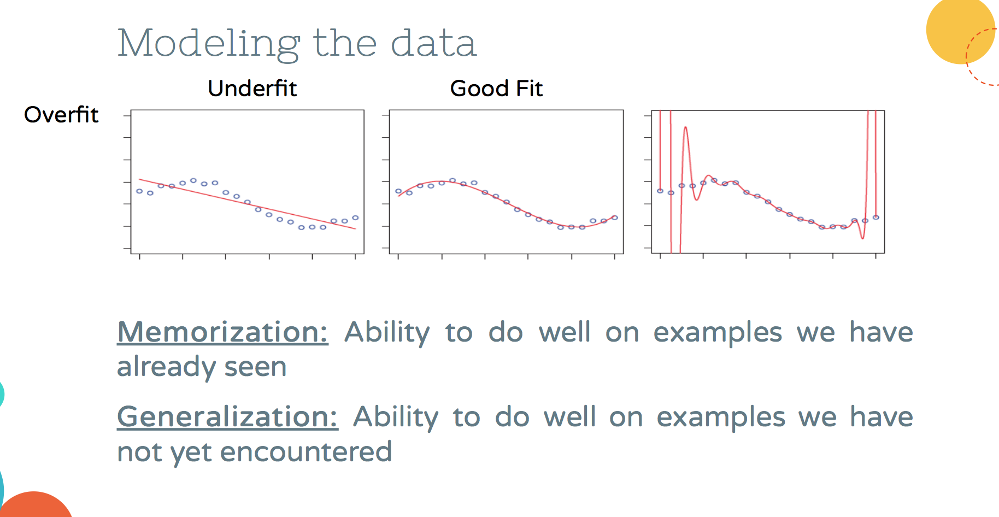 Modeling the data
Underfit
Good Fit
Overfit
Memorization: Ability to do well on examples we have
already seen
Generalization: Ability to do well on examples we have
not yet encountered